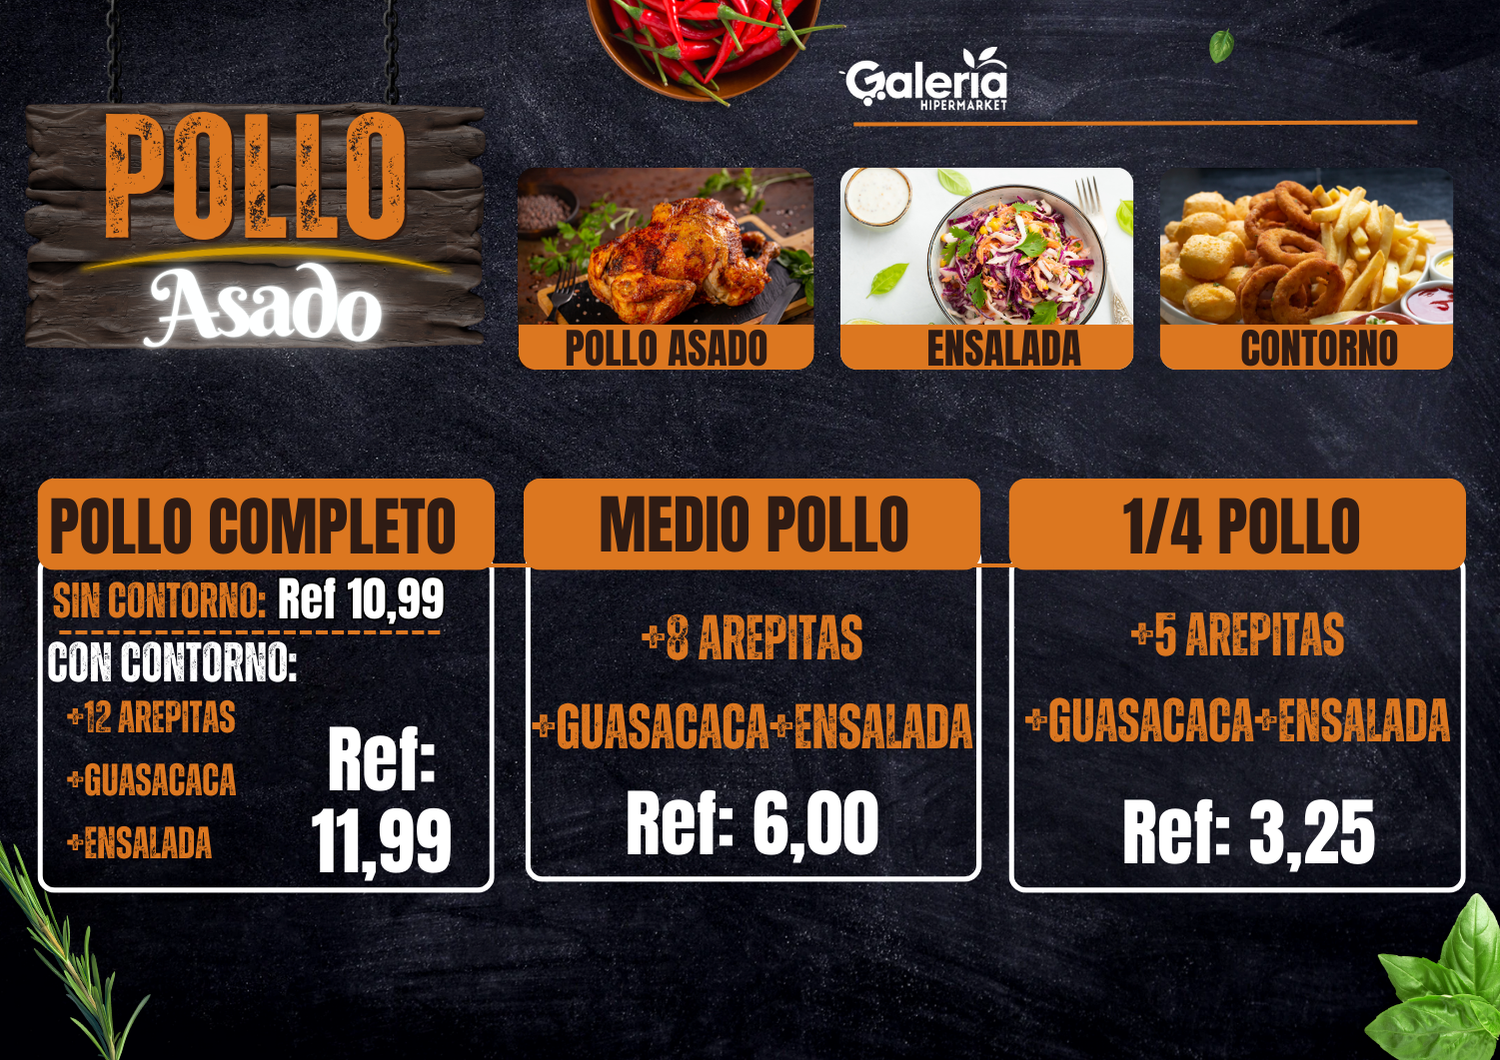 Galeria
HIPERMARKET
POLLO
Asado
POLLO ASADO
ENSALADA
CONTORNO
POLLO COMPLETO
SIN CONTORNO: Ref 10,99
CON CONTORNO:
+12 AREPITAS
+GUASACACA
+ENSALADA
Ref:
11,99
MEDIO POLLO
+8 AREPITAS
+GUASACACA+ENSALADA
Ref: 6,00
1/4 POLLO
+5 AREPITAS
+GUASACACA+ENSALADA
Ref: 3,25